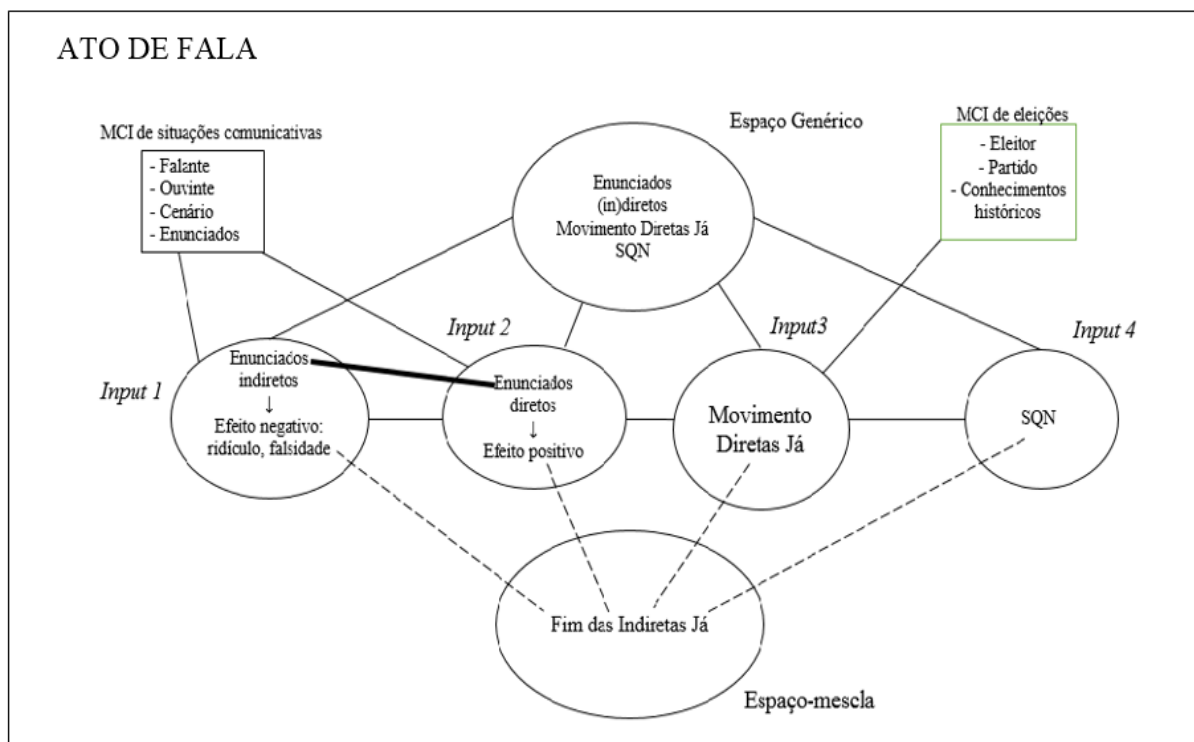 ATO DE FALA
MCI de situações comunicativas
- Falante
- Ouvinte
- Cenário
- Enunciados
Espaço Genérico
Enunciados
(in)diretos
Movimento Diretas Já
SQN
MCI de eleições
- Eleitor
- Partido
- Conhecimentos
históricos
Input 1
Enunciados
indiretos
↓
Efeito negativo:
ridículo, falsidade
Input 2
Enunciados
diretos
↓
Efeito positivo
Input3
Movimento
Diretas Já
Input 4
SQN
Fim das Indiretas Já
Espaço-mescla